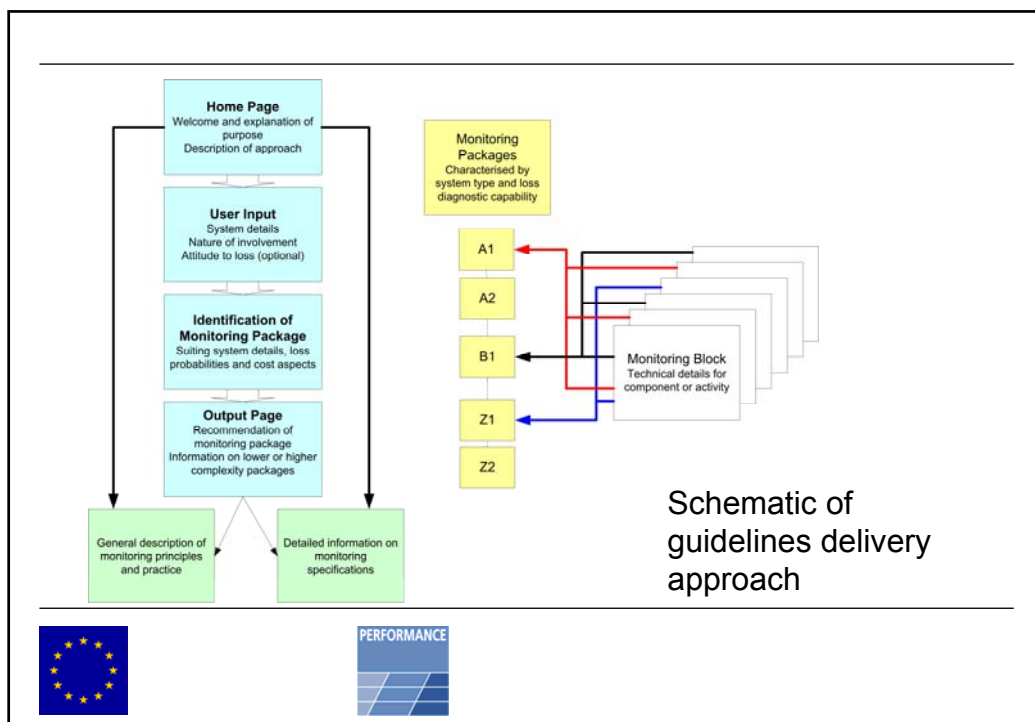 Home Page
Welcome and explanation of
purpose
Description of approach
User Input
System details
Nature of involvement
Attitude to loss (optional)
Identification of
Monitoring Package
Suiting system details, loss
probabilities and cost aspects
Output Page
Recommendation of
monitoring package
Information on lower or higher
complexity packages
General description of
monitoring principles
and practice
Detailed information on
monitoring
specifications
Monitoring
Packages
Characterised by
system type and loss
diagnostic capability
A1
A2
B1
Z1
Z2
Monitoring Block
Technical details for
component or activity
Schematic of
guidelines delivery
approach
PERFORMANCE